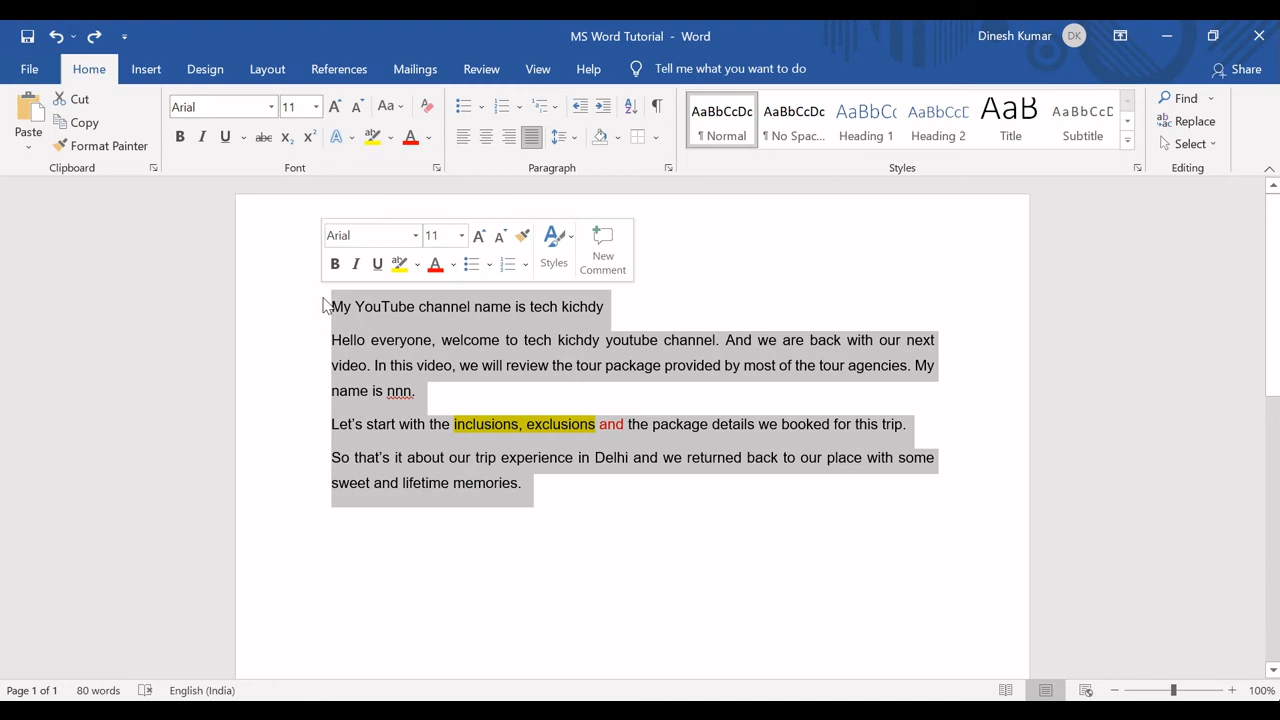 MS Word Tutorial - Word
Dinesh Kumar DK
File Home Insert Design Layout References Mailings Review View Help Tell me what you want to do Share
Paste
Cut
Copy
Format Painter
Clipboard
Arial 11
Aa
Font
Paragraph
AaBbCcDc ¶ Normal
AaBbCcDc ¶ No Spac...
AaBbCc Heading 1
AaBbCcD Heading 2
AaBb Title
AaBbCcD Subtitle
Styles
Find
Replace
Select
Editing
Arial 11
B I U
Styles
New Comment
My YouTube channel name is tech kichdy
Hello everyone, welcome to tech kichdy youtube channel. And we are back with our next
video. In this video, we will review the tour package provided by most of the tour agencies. My
name is nnn.
Let’s start with the inclusions, exclusions and the package details we booked for this trip.
So that’s it about our trip experience in Delhi and we returned back to our place with some
sweet and lifetime memories.
Page 1 of 1 80 words English (India) 100%